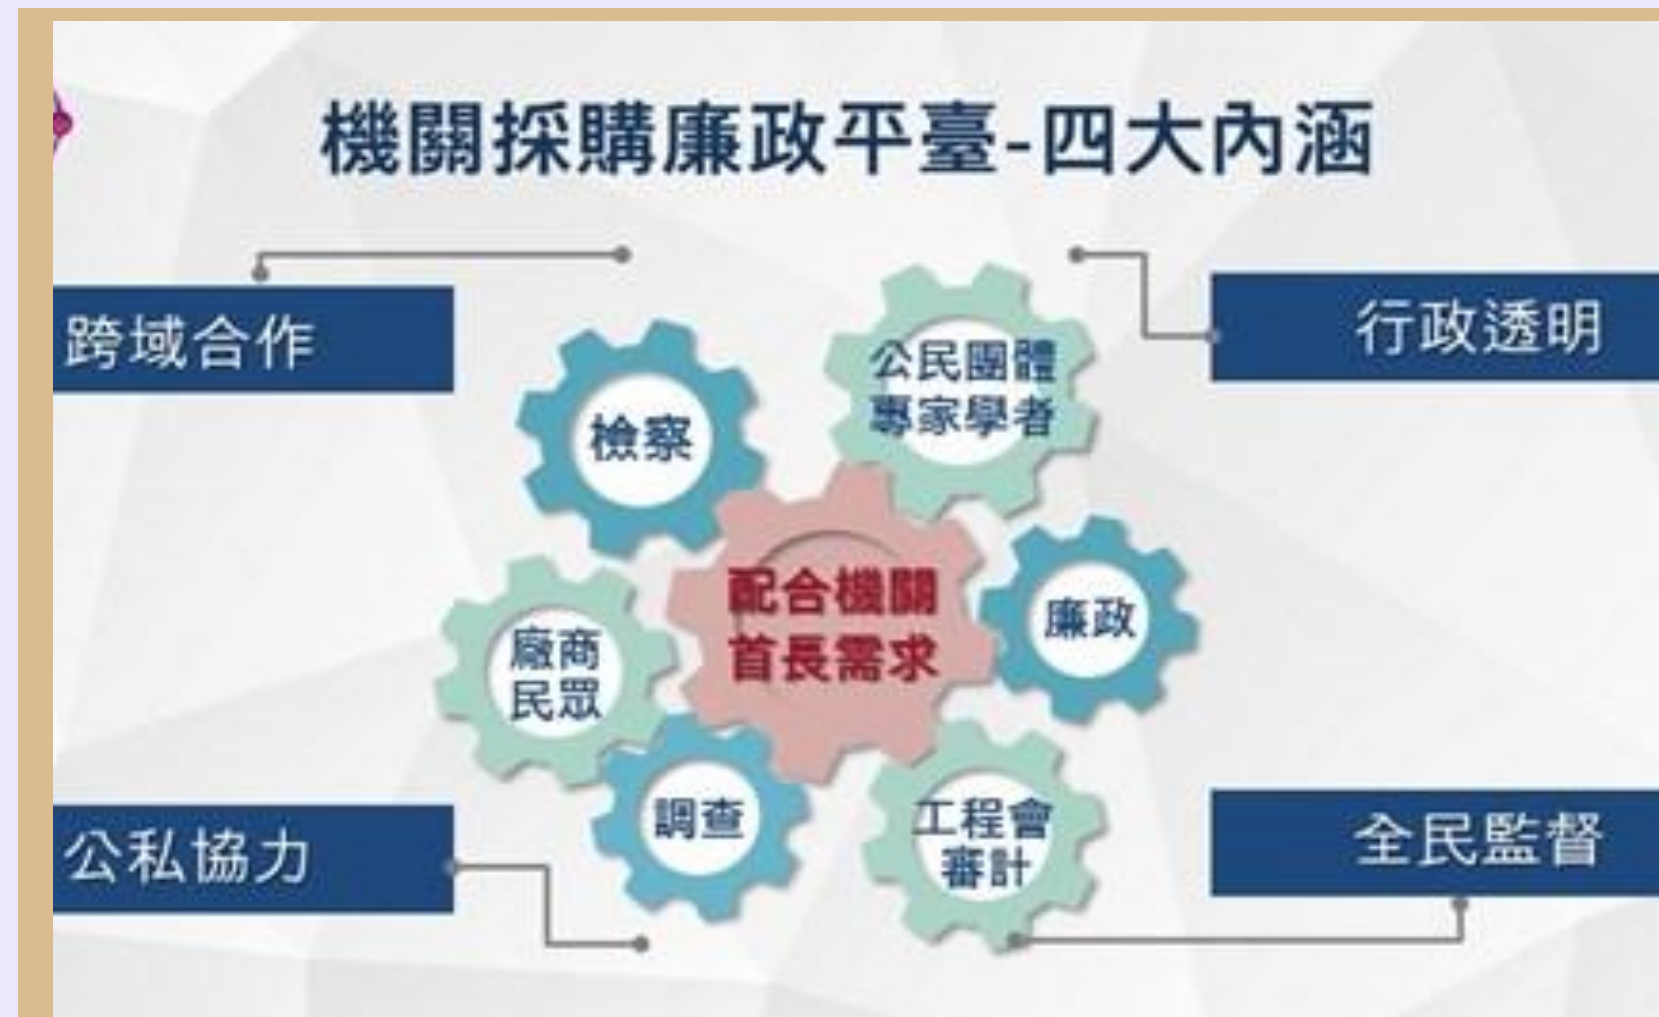 機關採購廉政平臺-四大內涵
跨域合作
行政透明
公民團體
專家學者
檢察
配合機關
首長需求
廉政
廠商
民眾
調查
工程會
審計
公私協力
全民監督